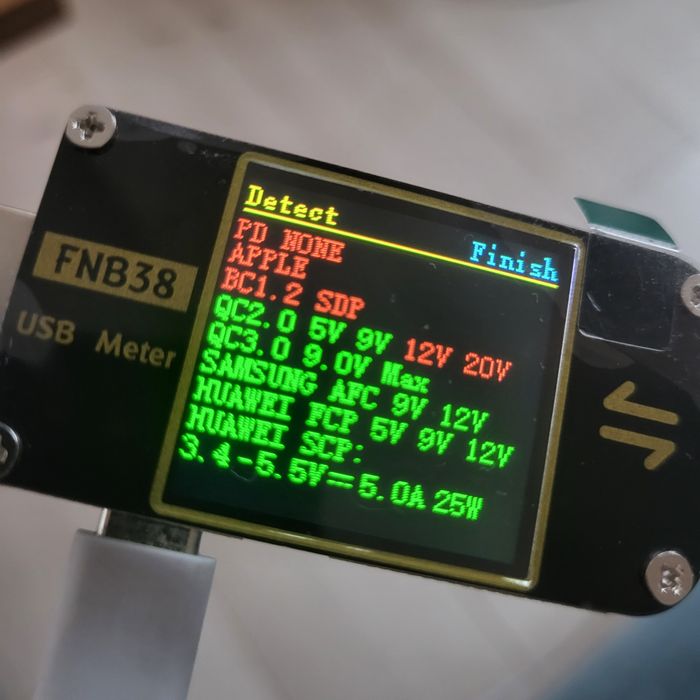 Detect
Finish
PD NONE
APPLE
BC1.2 SDP
QC2.0 5V 9V 12V 20V
QC3.0 9.0V Max
SAMSUNG AFC 9V 12V
HUAWEI FCP 5V 9V 12V
HUAWEI SCP:
3.4-5.5V=5.0A 25W
FNB38
USB Meter